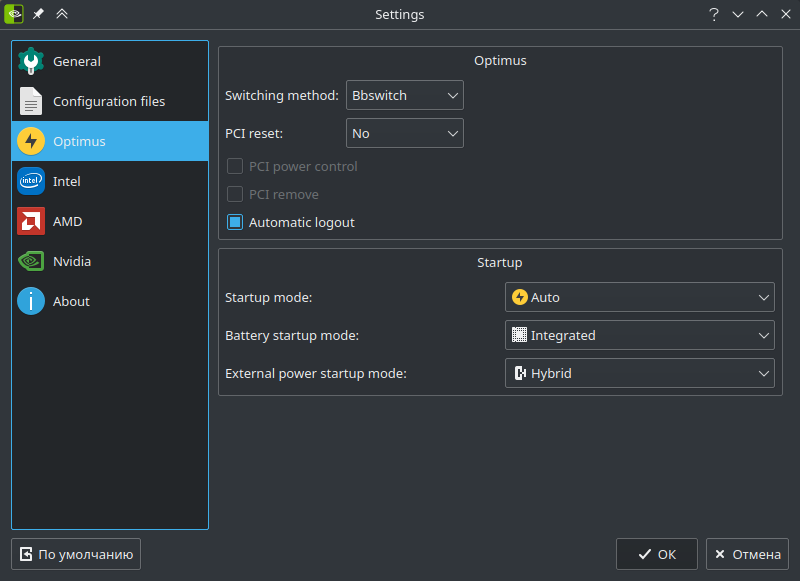 Settings
General
Configuration files
Optimus
Intel
AMD
Nvidia
About
Optimus
Switching method: Bbswitch
PCI reset: No
PCI power control
PCI remove
Automatic logout
Startup
Startup mode: Auto
Battery startup mode: Integrated
External power startup mode: Hybrid
По умолчанию
ОК
Отмена